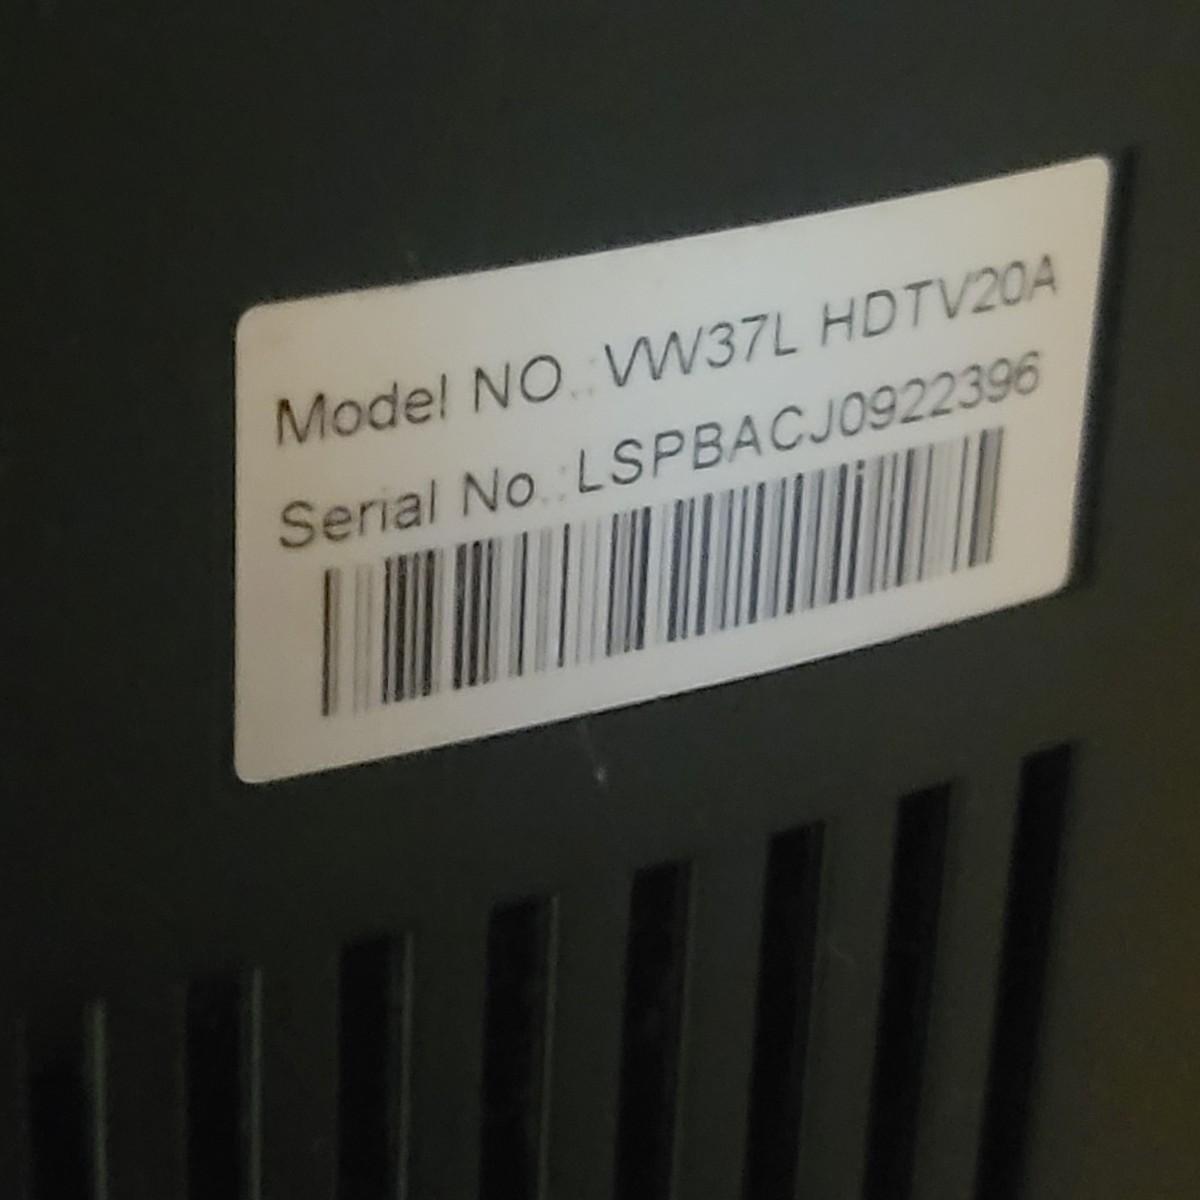 Model NO.:VW37L HDTV20A
Serial No.:LSPBACJ0922396